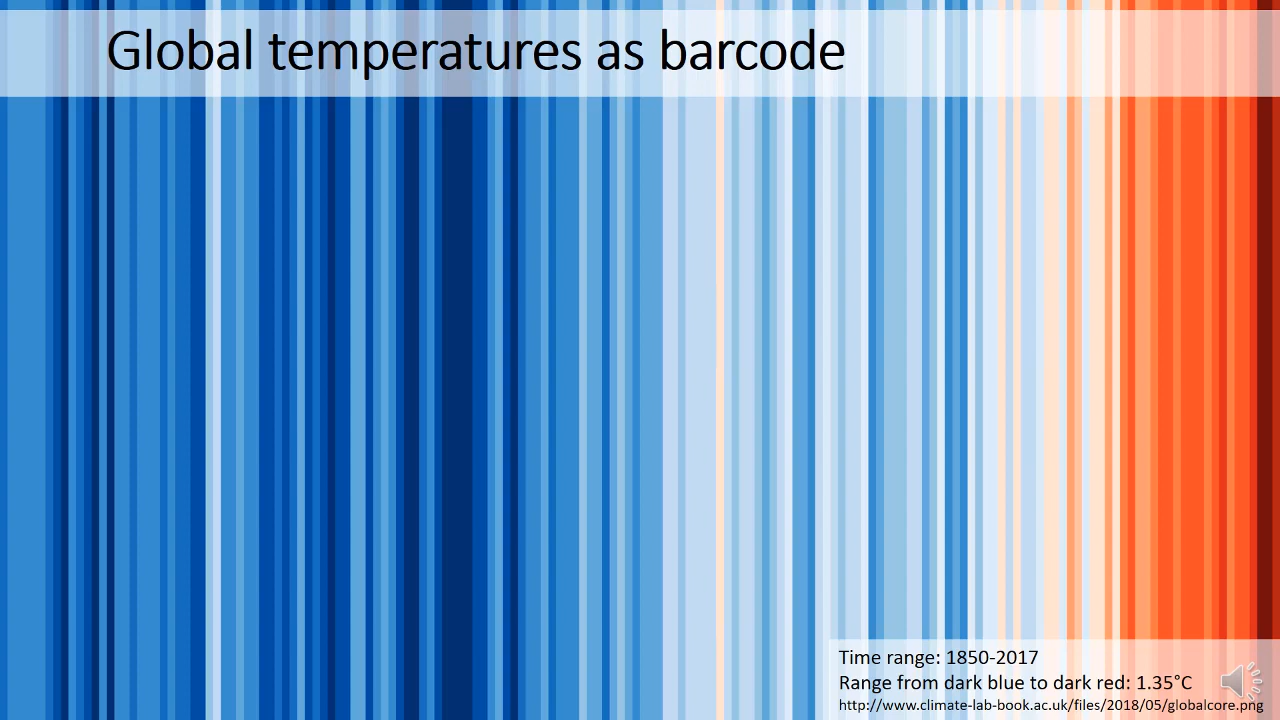 Global temperatures as barcode
Time range: 1850-2017
Range from dark blue to dark red: 1.35°C
http://www.climate-lab-book.ac.uk/files/2018/05/globalcore.png